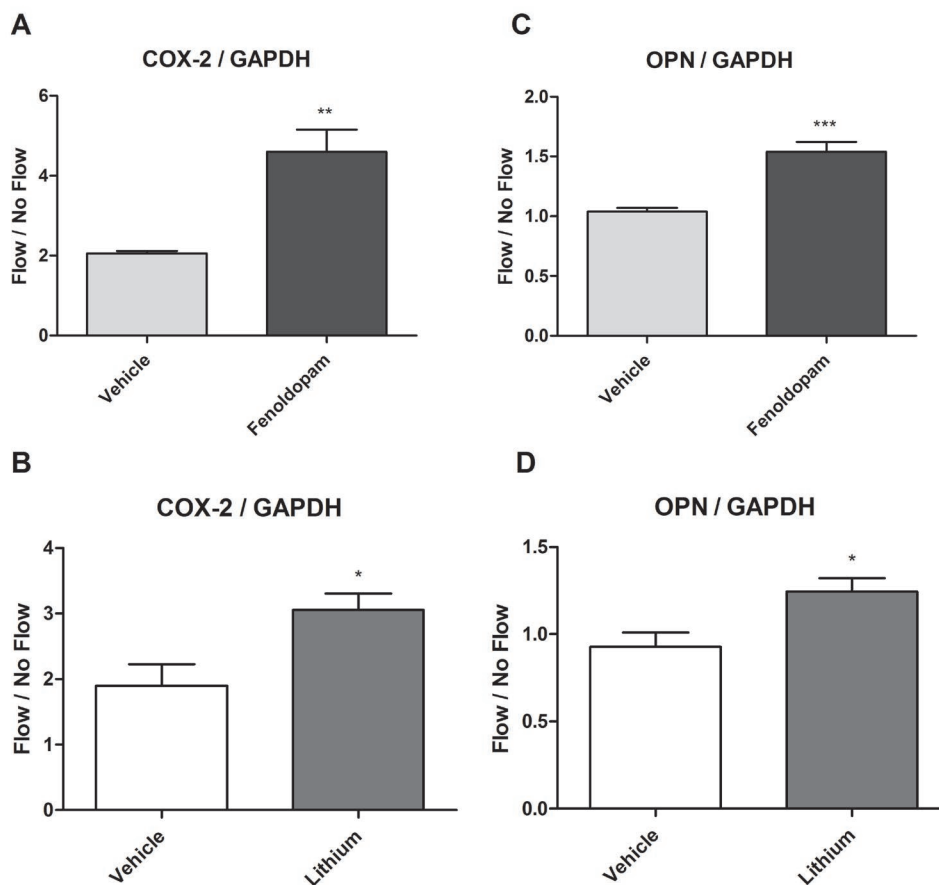 A
COX-2 / GAPDH
Flow / No Flow
6
4
2
0
**
Vehicle
Fenoldopam
C
OPN / GAPDH
Flow / No Flow
2.0
1.5
1.0
0.5
0.0
***
Vehicle
Fenoldopam
B
COX-2 / GAPDH
Flow / No Flow
4
3
2
1
0
*
Vehicle
Lithium
D
OPN / GAPDH
Flow / No Flow
1.5
1.0
0.5
0.0
*
Vehicle
Lithium